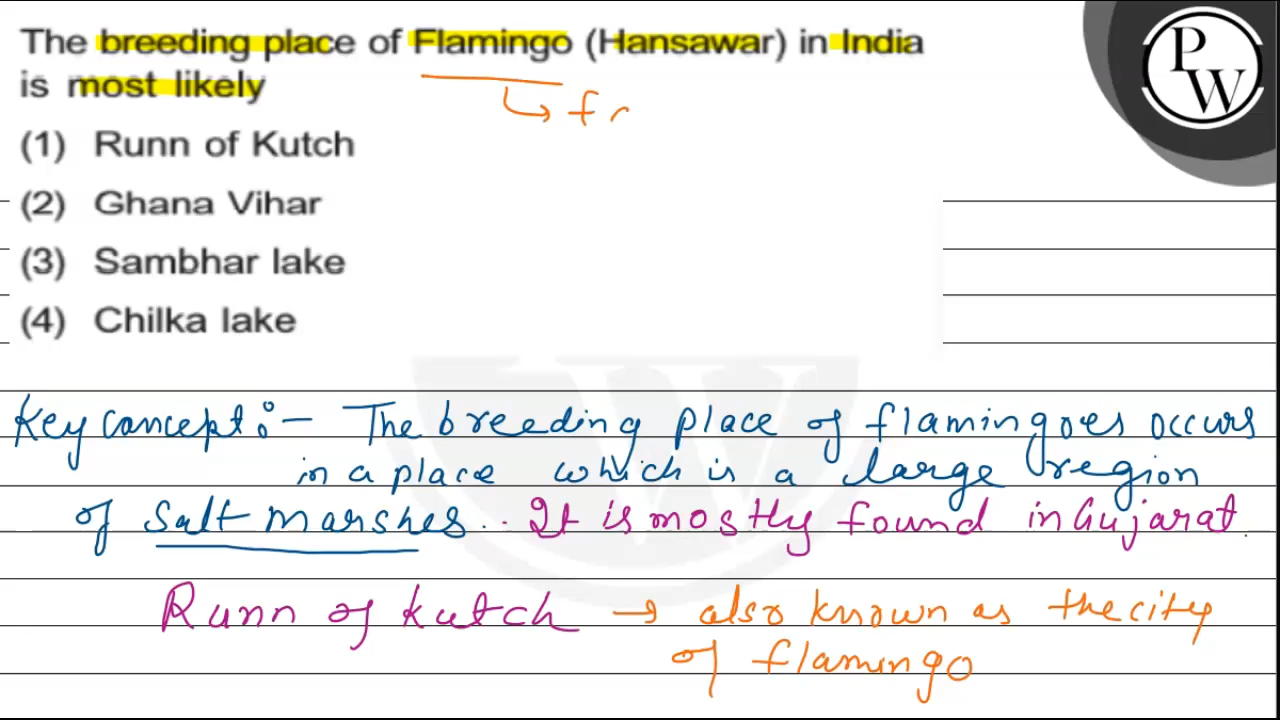 The breeding place of Flamingo (Hansawar) in India
is most likely
→ f
(1) Runn of Kutch
(2) Ghana Vihar
(3) Sambhar lake
(4) Chilka lake
P
W
Key concept :- The breeding place of flamingoes occurs
in a place which is a large region
of salt marshes.. It is mostly found in Gujarat.
Runn of Kutch → also known as the city
of flamingo